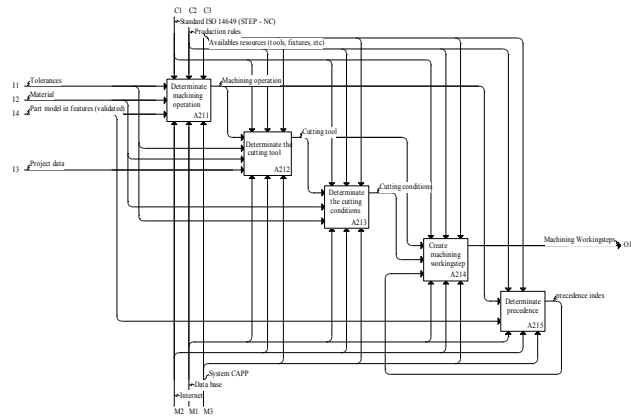 C1 C2 C3
Standard ISO 14649 (STEP - NC)
Production rules
Availables resources (tools, fixtures, etc)
I1 Tolerances
I2 Material
I4 Part model in features (validated)
Determinate
machining
operation
A211
Machining operation
Determinate the
cutting tool
A212
Cutting tool
I3 Project data
Determinate
the cutting
conditions
A213
Cutting conditions
Create
machining
workingstep
A214
Machining Workingsteps O1
Determinate
precedence
A215
precedence index
System CAPP
Data base
Internet
M2 M1 M3